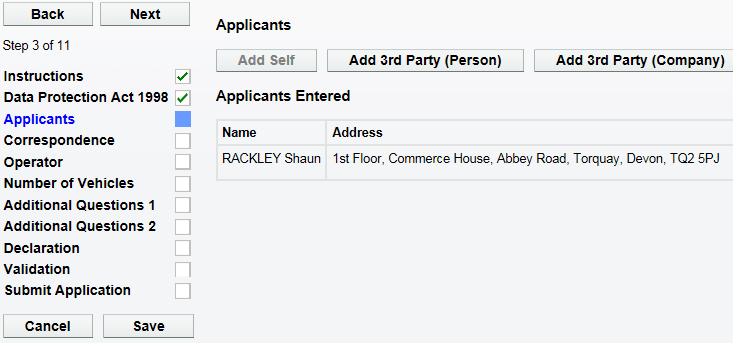 Back Next
Step 3 of 11
Instructions
Data Protection Act 1998
Applicants
Correspondence
Operator
Number of Vehicles
Additional Questions 1
Additional Questions 2
Declaration
Validation
Submit Application
Cancel Save
Applicants
Add Self Add 3rd Party (Person) Add 3rd Party (Company)
Applicants Entered
Name Address
RACKLEY Shaun 1st Floor, Commerce House, Abbey Road, Torquay, Devon, TQ2 5PJ